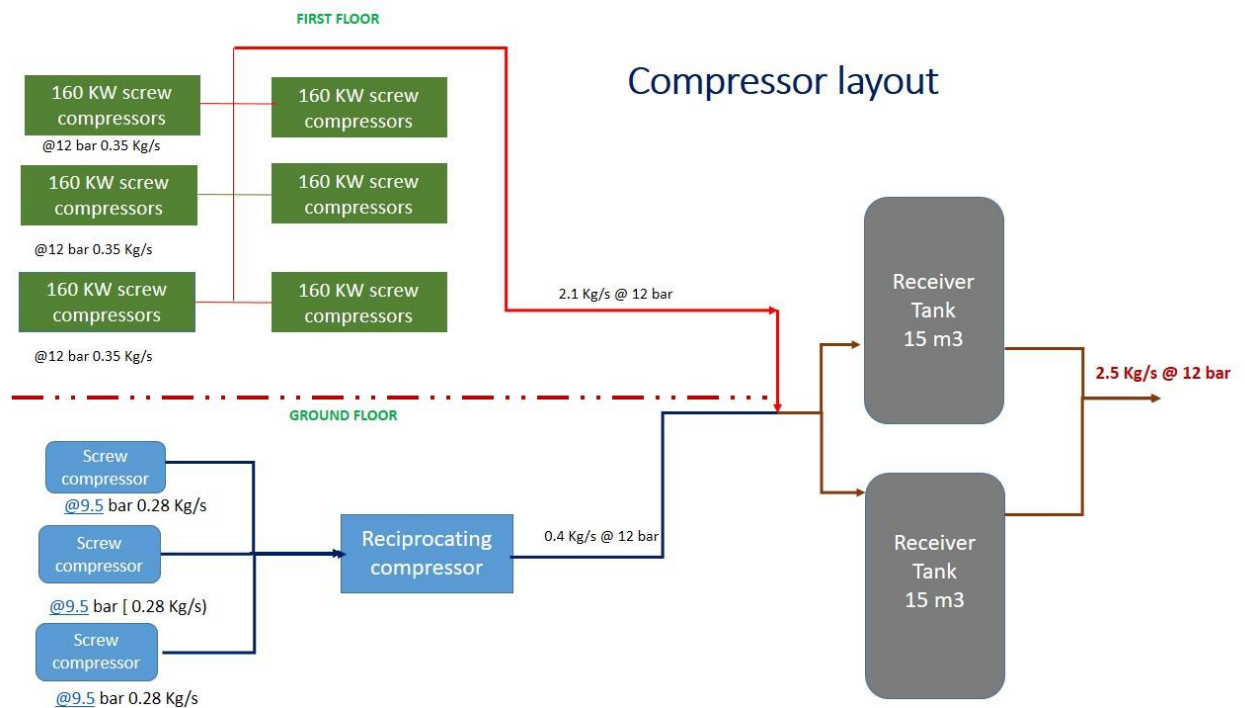 FIRST FLOOR
Compressor layout
160 KW screw
compressors
@12 bar 0.35 Kg/s
160 KW screw
compressors
160 KW screw
compressors
@12 bar 0.35 Kg/s
160 KW screw
compressors
160 KW screw
compressors
@12 bar 0.35 Kg/s
160 KW screw
compressors
2.1 Kg/s @ 12 bar
Receiver
Tank
15 m3
2.5 Kg/s @ 12 bar
GROUND FLOOR
Screw
compressor
@9.5 bar 0.28 Kg/s
Screw
compressor
@9.5 bar [ 0.28 Kg/s)
Screw
compressor
@9.5 bar 0.28 Kg/s
Reciprocating
compressor
0.4 Kg/s @ 12 bar
Receiver
Tank
15 m3